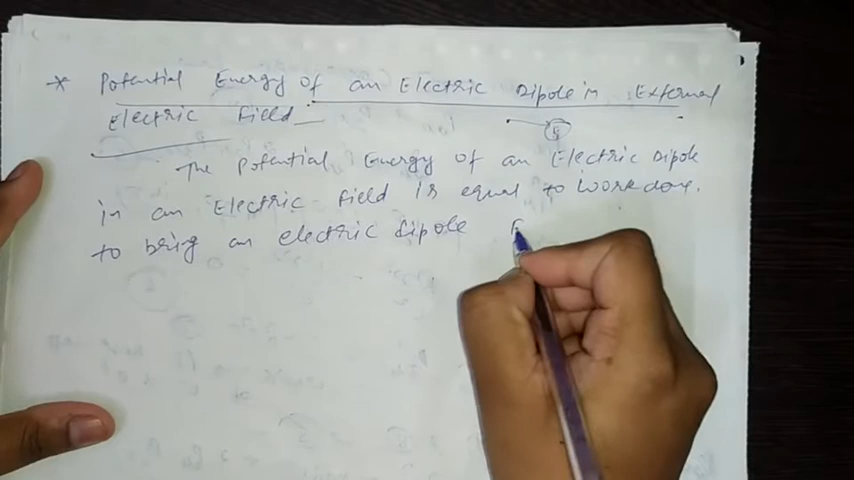 * Potential Energy of an Electric Dipole in External
Electric Field
The Potential Energy of an Electric Dipole
in an Electric field is equal to work done.
to bring an electric dipole